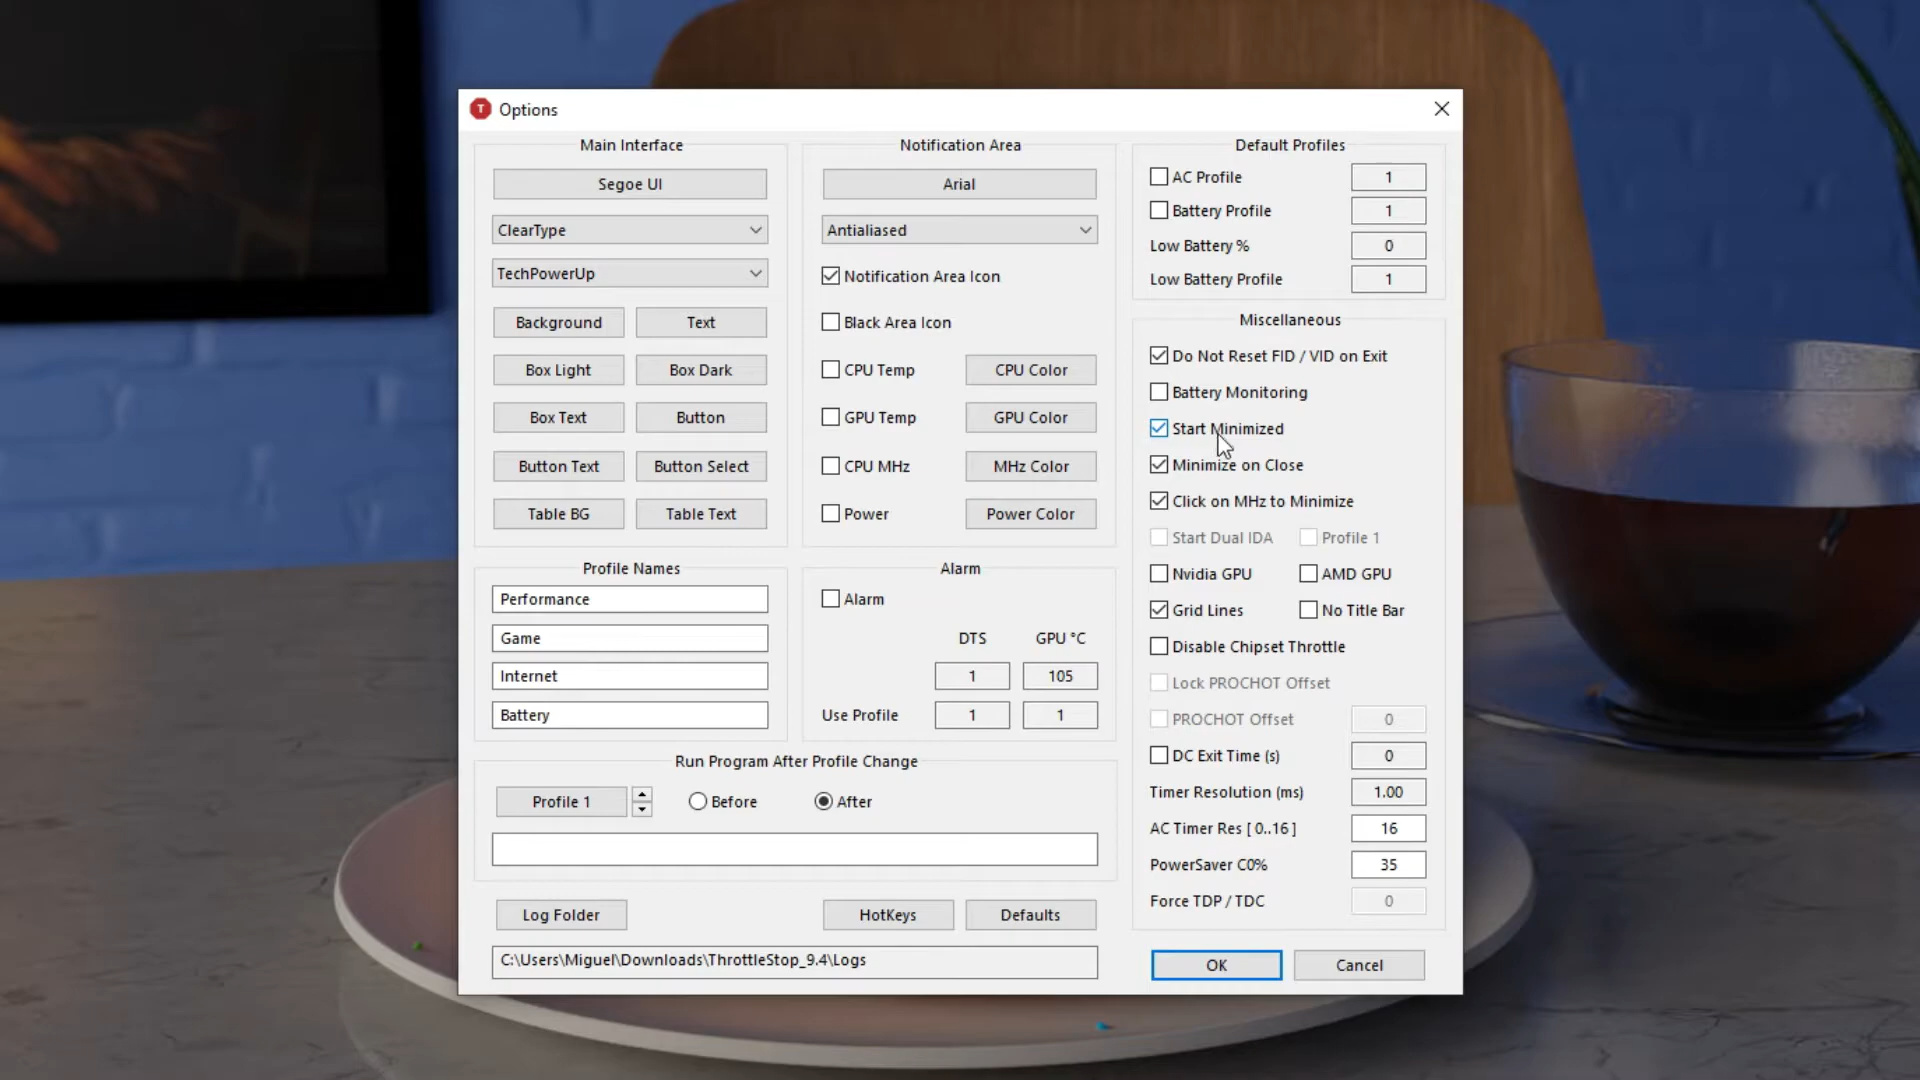 T Options
Main Interface
Segoe UI
ClearType
TechPowerUp
Background Text
Box Light Box Dark
Box Text Button
Button Text Button Select
Table BG Table Text
Notification Area
Arial
Antialiased
Notification Area Icon
Black Area Icon
CPU Temp CPU Color
GPU Temp GPU Color
CPU MHz MHz Color
Power Power Color
Default Profiles
AC Profile 1
Battery Profile 1
Low Battery % 0
Low Battery Profile 1
Miscellaneous
Do Not Reset FID / VID on Exit
Battery Monitoring
Start Minimized
Minimize on Close
Click on MHz to Minimize
Start Dual IDA Profile 1
Nvidia GPU AMD GPU
Grid Lines No Title Bar
Disable Chipset Throttle
Lock PROCHOT Offset
PROCHOT Offset 0
DC Exit Time (s) 0
Timer Resolution (ms) 1.00
AC Timer Res [ 0..16 ] 16
PowerSaver C0% 35
Force TDP / TDC 0
Profile Names
Performance
Game
Internet
Battery
Alarm
Alarm
DTS GPU °C
1 105
Use Profile 1 1
Run Program After Profile Change
Profile 1 Before After
Log Folder HotKeys Defaults
C:\Users\Miguel\Downloads\ThrottleStop_9.4\Logs
OK Cancel